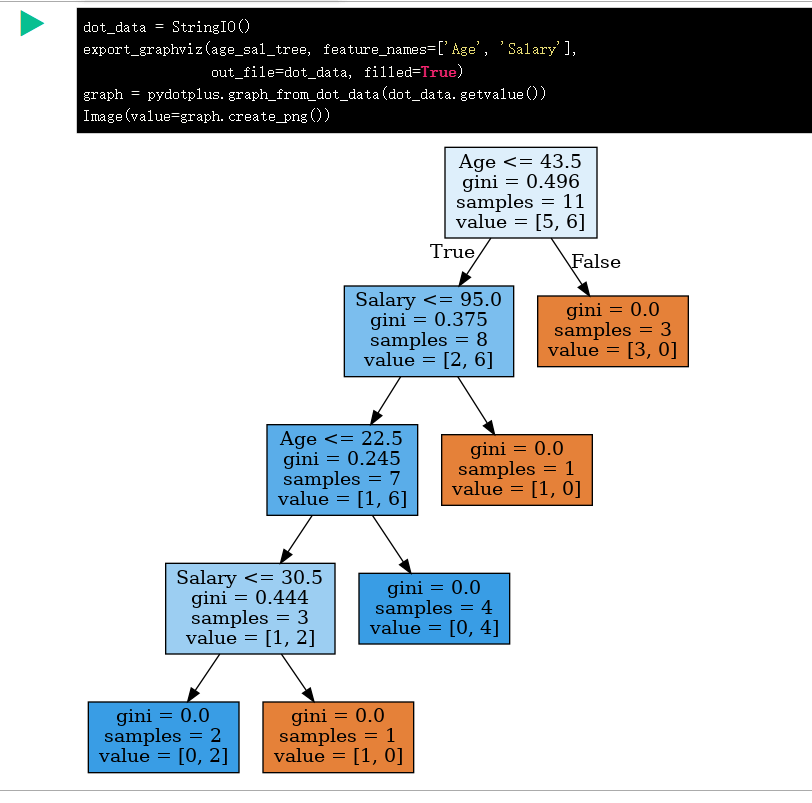 dot_data = StringIO()
export_graphviz(age_sal_tree, feature_names=['Age', 'Salary'],
out_file=dot_data, filled=True)
graph = pydotplus.graph_from_dot_data(dot_data.getvalue())
Image(value=graph.create_png())
Age <= 43.5
gini = 0.496
samples = 11
value = [5, 6]
True
False
Salary <= 95.0
gini = 0.375
samples = 8
value = [2, 6]
gini = 0.0
samples = 3
value = [3, 0]
Age <= 22.5
gini = 0.245
samples = 7
value = [1, 6]
gini = 0.0
samples = 1
value = [1, 0]
Salary <= 30.5
gini = 0.444
samples = 3
value = [1, 2]
gini = 0.0
samples = 4
value = [0, 4]
gini = 0.0
samples = 2
value = [0, 2]
gini = 0.0
samples = 1
value = [1, 0]